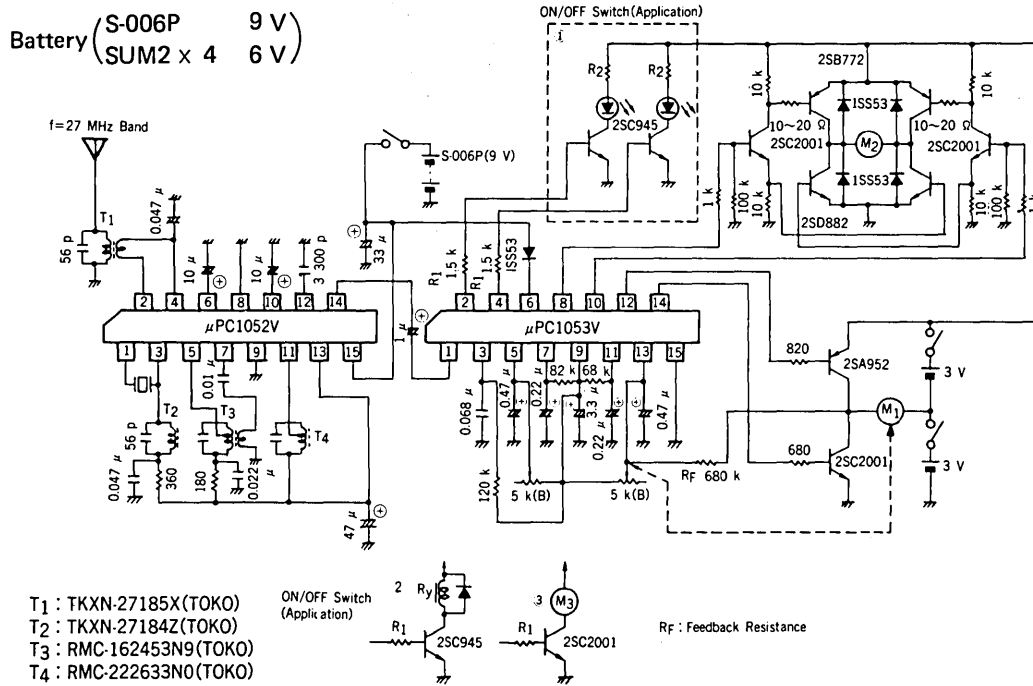 Battery ( S-006P 9 V
SUM2 × 4 6 V )
f=27 MHz Band
T1
56 p
0.047 μ
10 μ
10 μ
3 300 p
2 4 6 8 10 12 14
μPC1052V
1 3 5 7 9 11 13 15
0.01 μ
T2
56 p
0.047 μ
360
T3
180
0.022 μ
T4
47 μ
1 μ
33 μ
S-006P(9 V)
ON/OFF Switch(Application)
1
R2
R2
2SC945
R1 1.5 k
R1 1.5 k
1SS53
2 4 6 8 10 12 14
μPC1053V
1 3 5 7 9 11 13 15
0.068 μ
0.47 μ
0.22 μ
82 k
68 k
3.3 μ
0.22 μ
0.47 μ
120 k
5 k(B)
5 k(B)
RF 680 k
2SB772
10 k
10 k
1SS53
10~20 Ω
10~20 Ω
2SC2001
M2
2SC2001
1SS53
2SD882
1 k
100 k
10 k
10 k
100 k
1 k
820
2SA952
3 V
M1
680
2SC2001
3 V
T1 : TKXN-27185X(TOKO)
T2 : TKXN-27184Z(TOKO)
T3 : RMC-162453N9(TOKO)
T4 : RMC-222633N0(TOKO)
ON/OFF Switch
(Application)
2
Ry
R1
2SC945
3
M3
R1
2SC2001
RF : Feedback Resistance